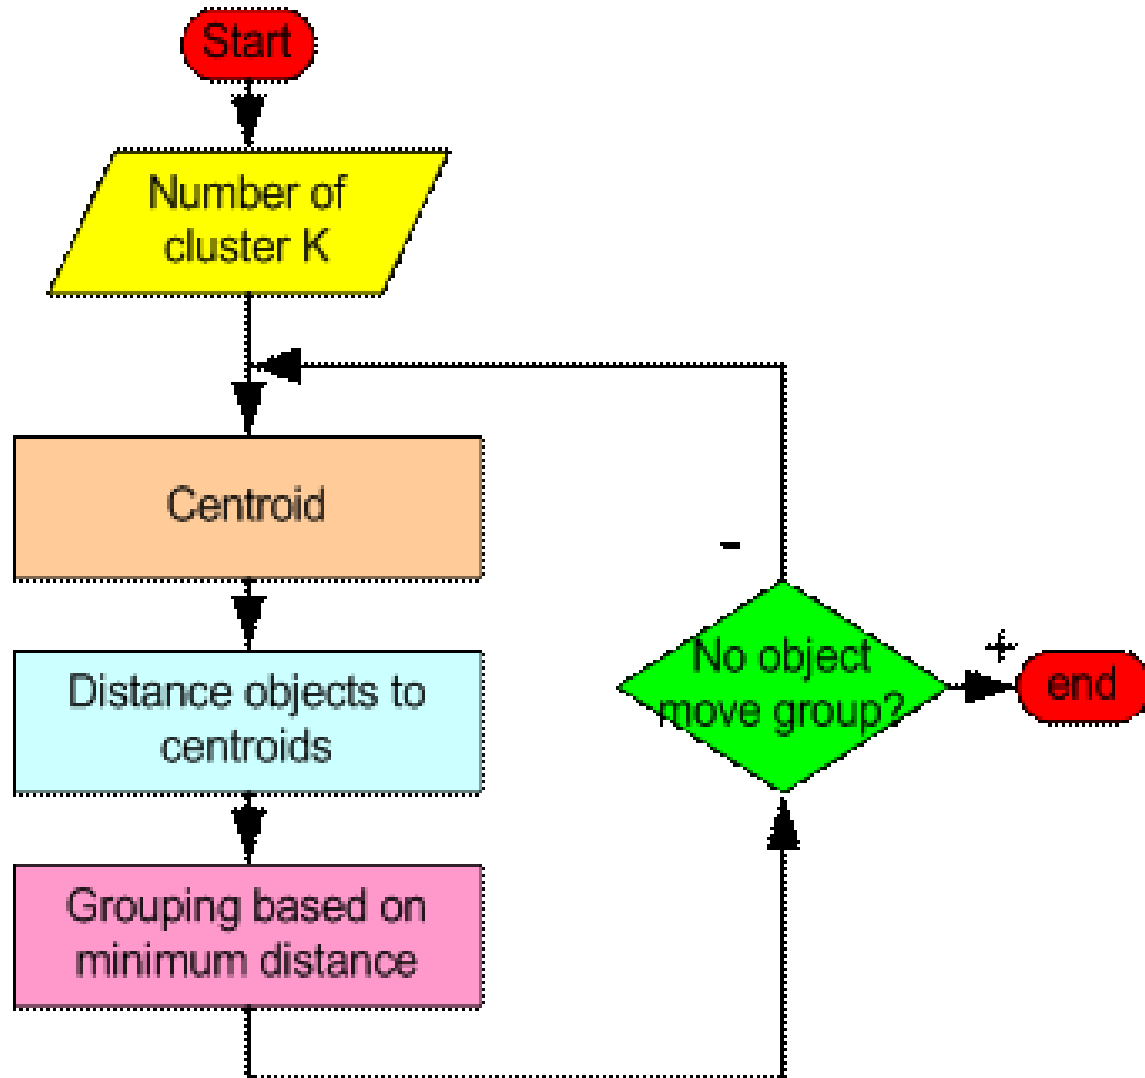 Start
Number of
cluster K
Centroid
Distance objects to
centroids
Grouping based on
minimum distance
-
No object
move group?
+
end